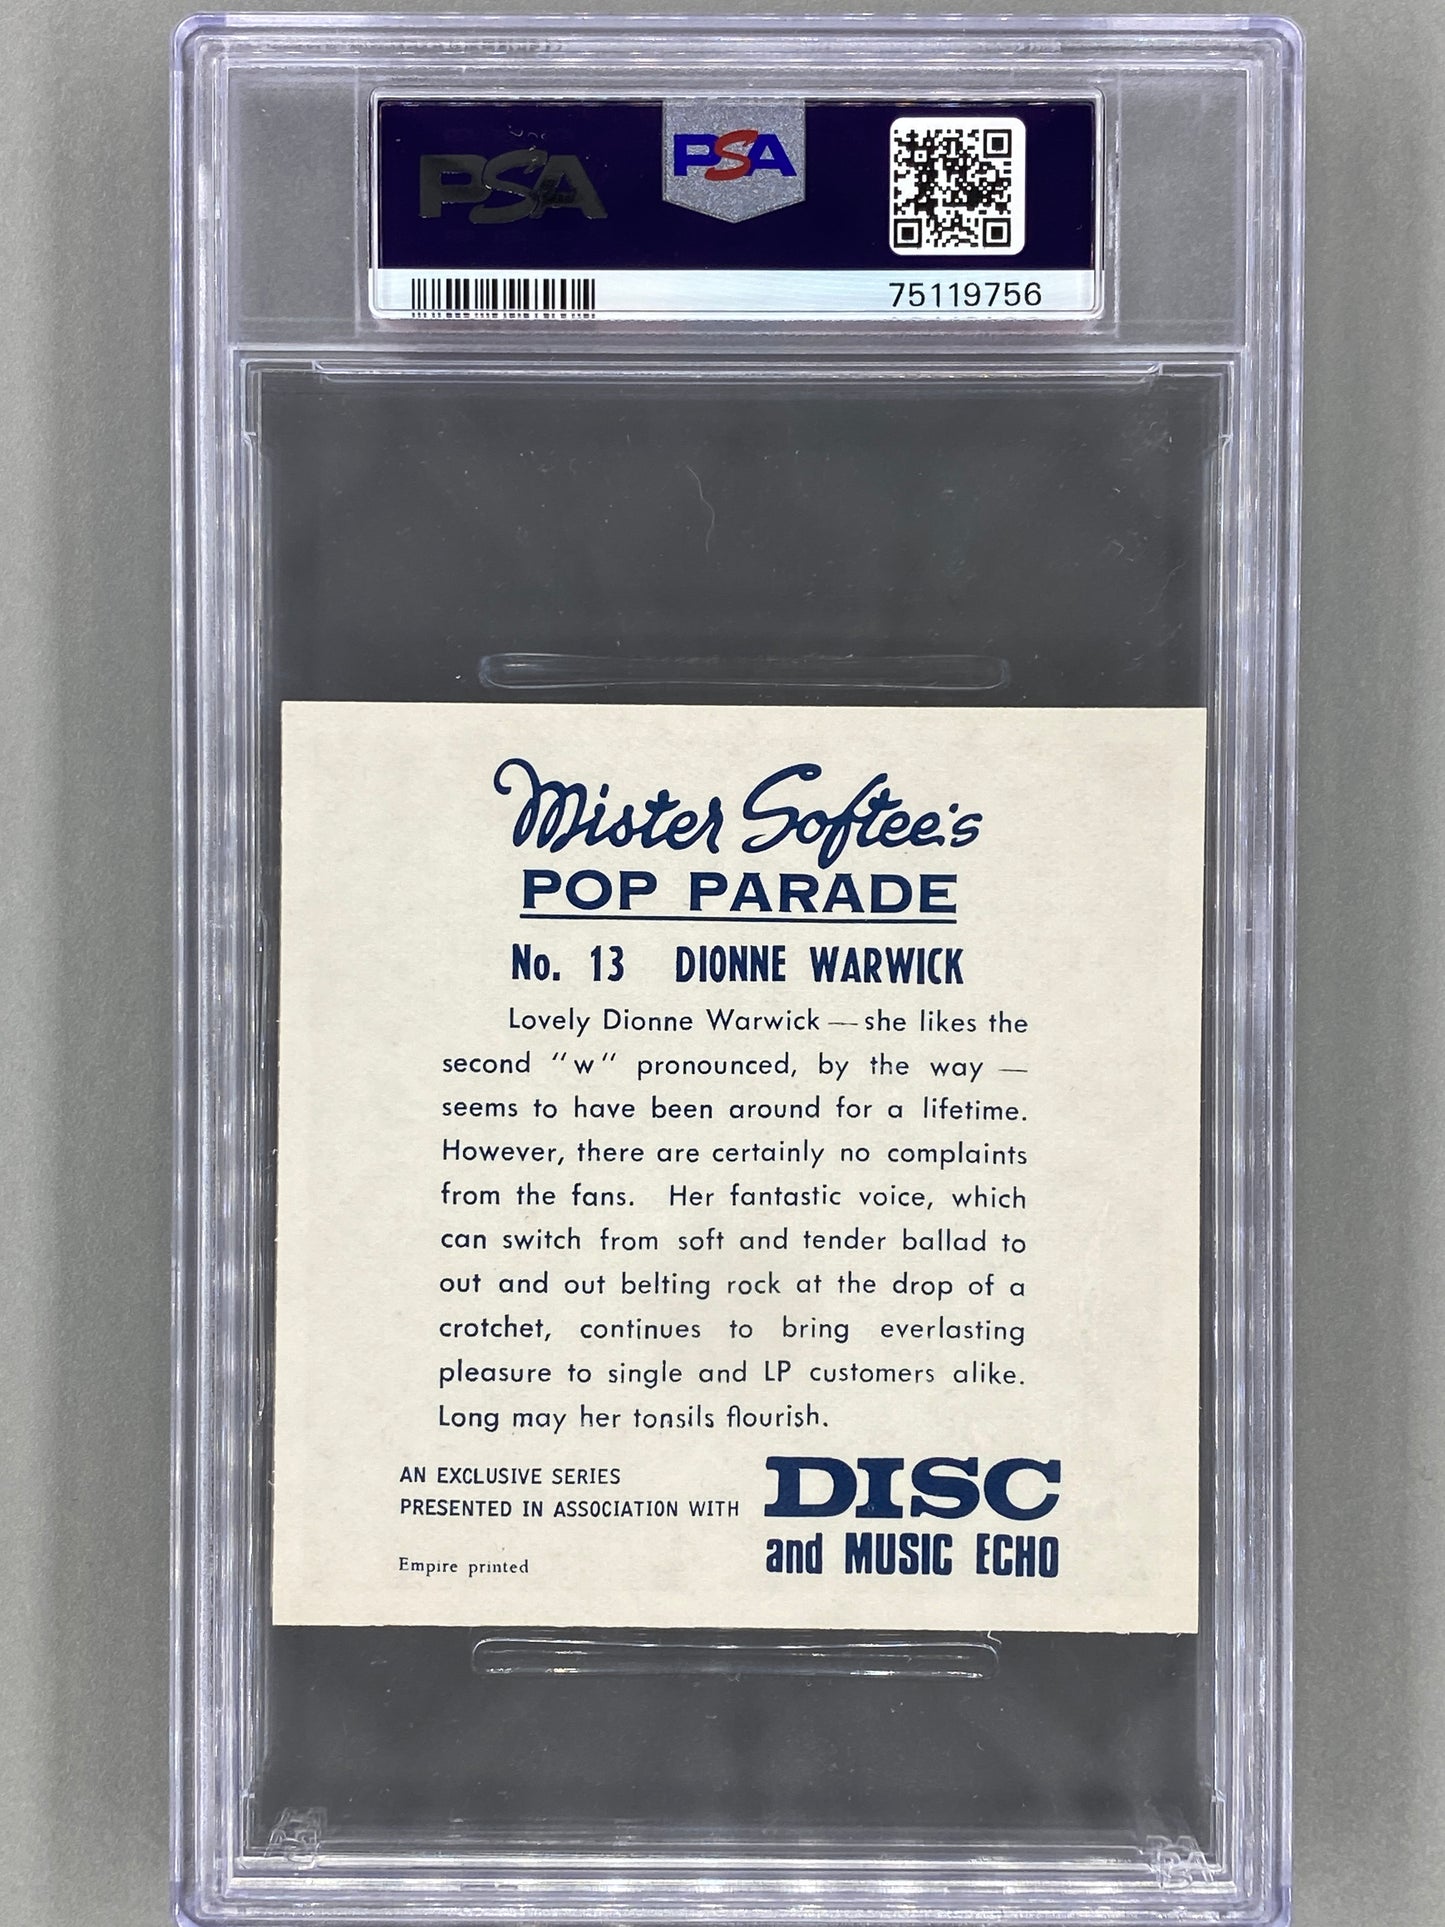 PSA
PSA
75119756
Mister Softee's
POP PARADE
No. 13 DIONNE WARWICK
Lovely Dionne Warwick — she likes the
second "w" pronounced, by the way —
seems to have been around for a lifetime.
However, there are certainly no complaints
from the fans. Her fantastic voice, which
can switch from soft and tender ballad to
out and out belting rock at the drop of a
crotchet, continues to bring everlasting
pleasure to single and LP customers alike.
Long may her tonsils flourish.
AN EXCLUSIVE SERIES
PRESENTED IN ASSOCIATION WITH
DISC
and MUSIC ECHO
Empire printed